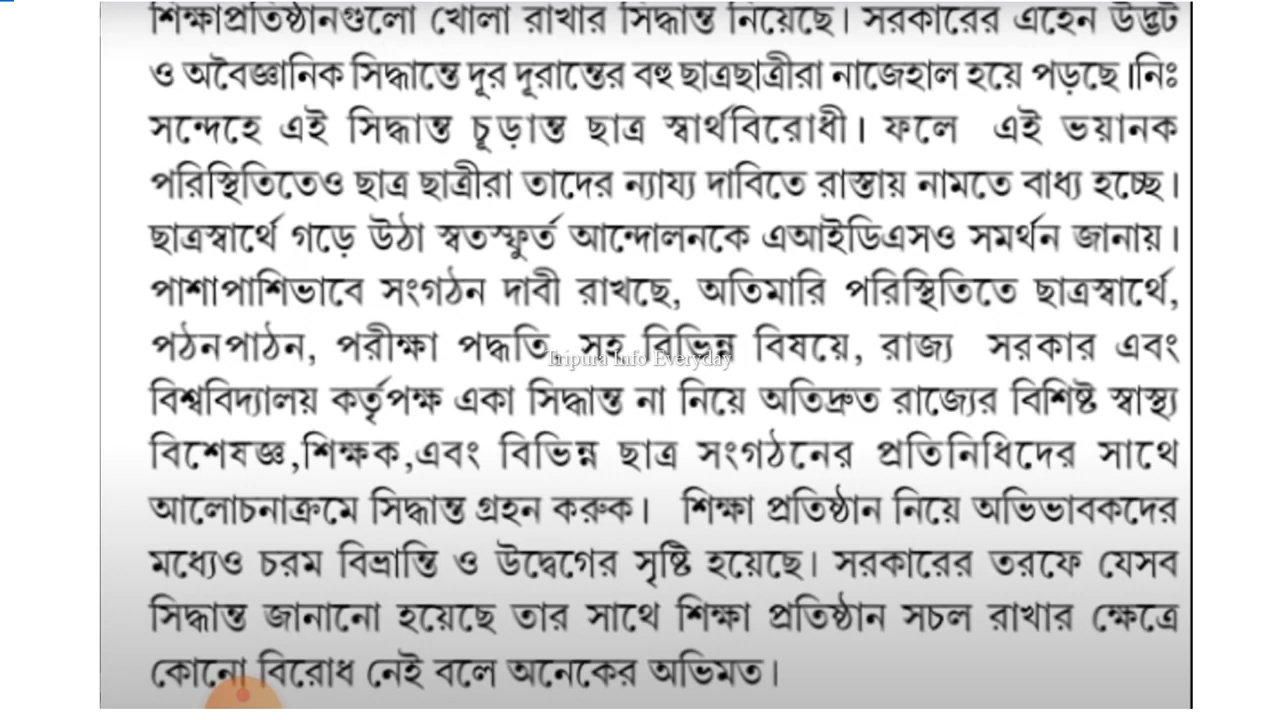 শিক্ষাপ্রতিষ্ঠানগুলো খোলা রাখার সিদ্ধান্ত নিয়েছে। সরকারের এহেন উদ্ভট
ও অবৈজ্ঞানিক সিদ্ধান্তে দূর দূরান্তের বহু ছাত্রছাত্রীরা নাজেহাল হয়ে পড়ছে।নিঃ
সন্দেহে এই সিদ্ধান্ত চূড়ান্ত ছাত্র স্বার্থবিরোধী। ফলে এই ভয়ানক
পরিস্থিতিতেও ছাত্র ছাত্রীরা তাদের ন্যায্য দাবিতে রাস্তায় নামতে বাধ্য হচ্ছে।
ছাত্রস্বার্থে গড়ে উঠা স্বতস্ফুর্ত আন্দোলনকে এআইডিএসও সমর্থন জানায়।
পাশাপাশিভাবে সংগঠন দাবী রাখছে, অতিমারি পরিস্থিতিতে ছাত্রস্বার্থে,
পঠনপাঠন, পরীক্ষা পদ্ধতি, সহ বিভিন্ন বিষয়ে, রাজ্য সরকার এবং
Tripura Info Everyday
বিশ্ববিদ্যালয় কর্তৃপক্ষ একা সিদ্ধান্ত না নিয়ে অতিদ্রুত রাজ্যের বিশিষ্ট স্বাস্থ্য
বিশেষজ্ঞ,শিক্ষক,এবং বিভিন্ন ছাত্র সংগঠনের প্রতিনিধিদের সাথে
আলোচনাক্রমে সিদ্ধান্ত গ্রহন করুক। শিক্ষা প্রতিষ্ঠান নিয়ে অভিভাবকদের
মধ্যেও চরম বিভ্রান্তি ও উদ্বেগের সৃষ্টি হয়েছে। সরকারের তরফে যেসব
সিদ্ধান্ত জানানো হয়েছে তার সাথে শিক্ষা প্রতিষ্ঠান সচল রাখার ক্ষেত্রে
কোনো বিরোধ নেই বলে অনেকের অভিমত।